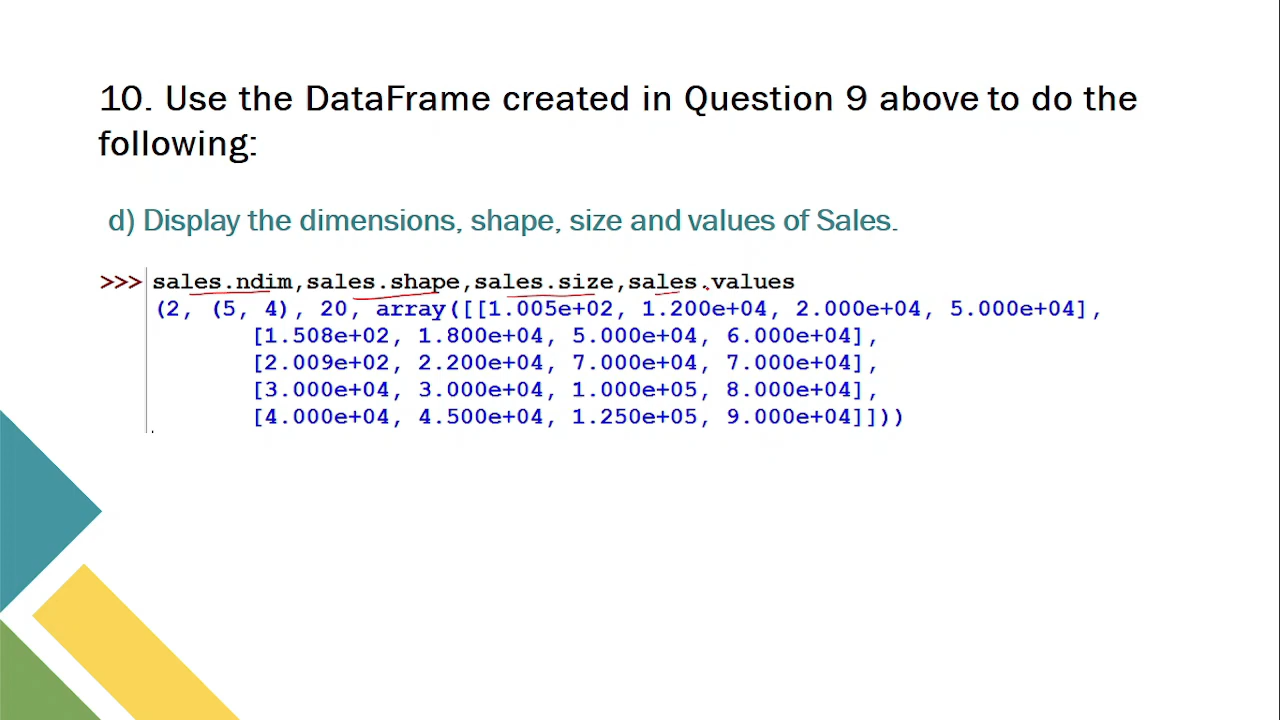 10. Use the DataFrame created in Question 9 above to do the
following:
d) Display the dimensions, shape, size and values of Sales.
>>> sales.ndim,sales.shape,sales.size,sales.values
(2, (5, 4), 20, array([[1.005e+02, 1.200e+04, 2.000e+04, 5.000e+04],
[1.508e+02, 1.800e+04, 5.000e+04, 6.000e+04],
[2.009e+02, 2.200e+04, 7.000e+04, 7.000e+04],
[3.000e+04, 3.000e+04, 1.000e+05, 8.000e+04],
[4.000e+04, 4.500e+04, 1.250e+05, 9.000e+04]]))